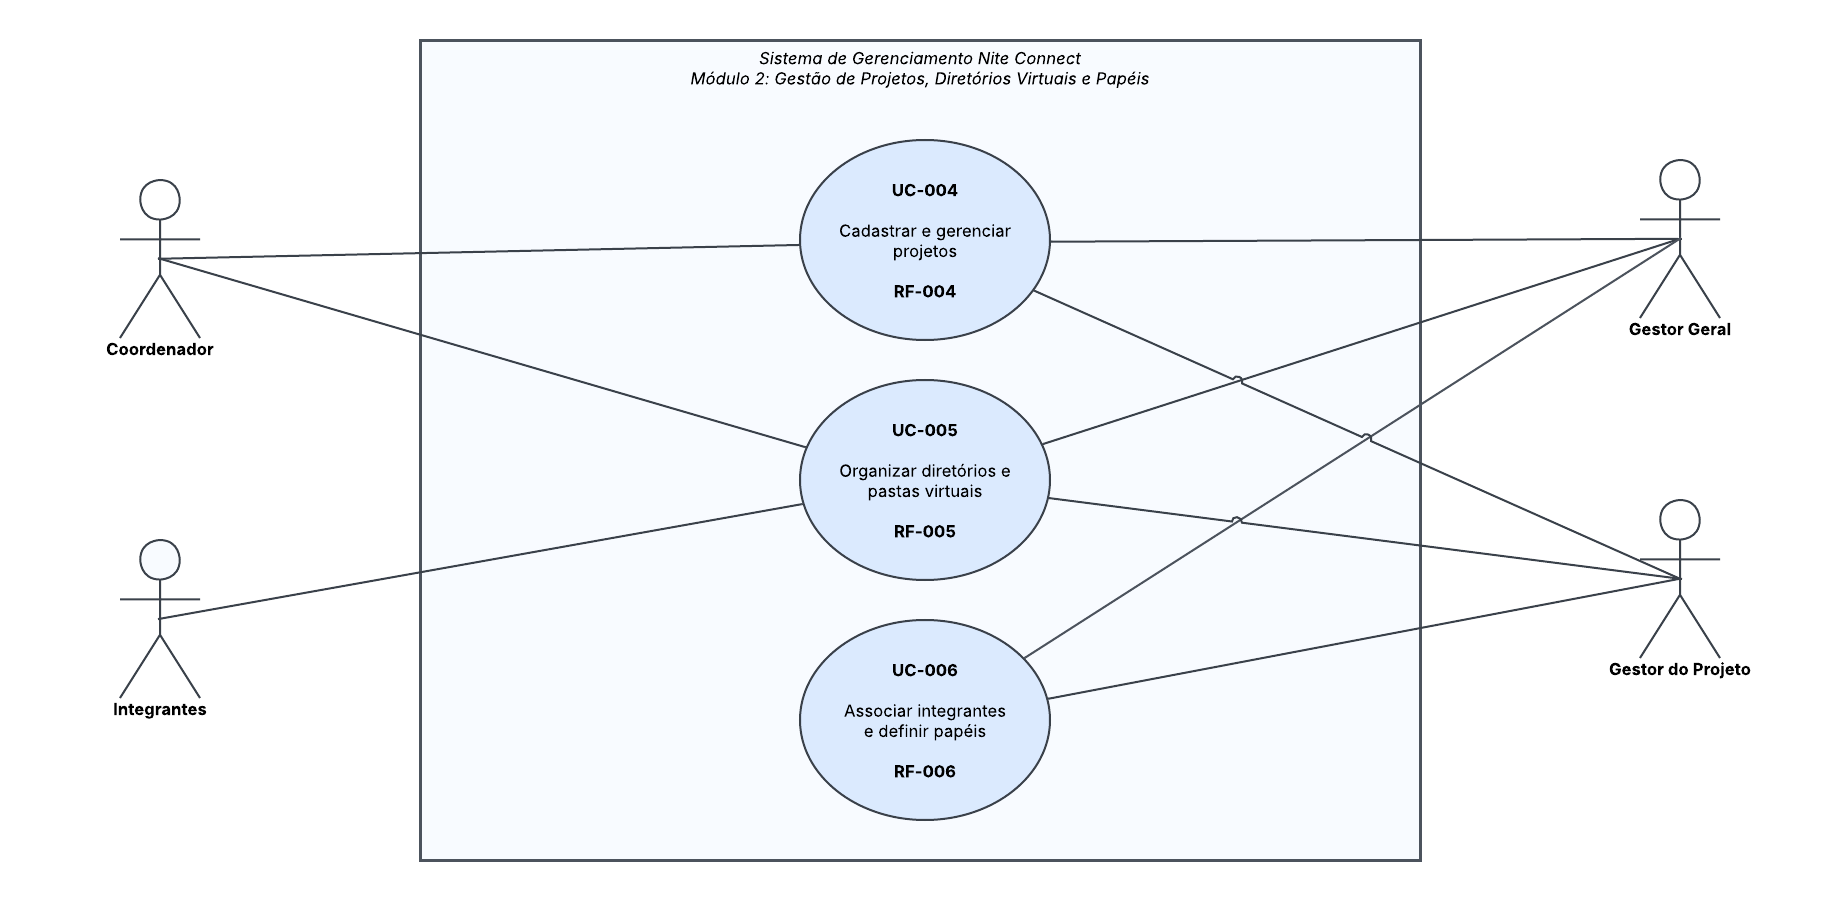 Sistema de Gerenciamento Nite Connect
Módulo 2: Gestão de Projetos, Diretórios Virtuais e Papéis
UC-004
Cadastrar e gerenciar
projetos
RF-004
Coordenador
Gestor Geral
UC-005
Organizar diretórios e
pastas virtuais
RF-005
UC-006
Associar integrantes
e definir papéis
RF-006
Integrantes
Gestor do Projeto